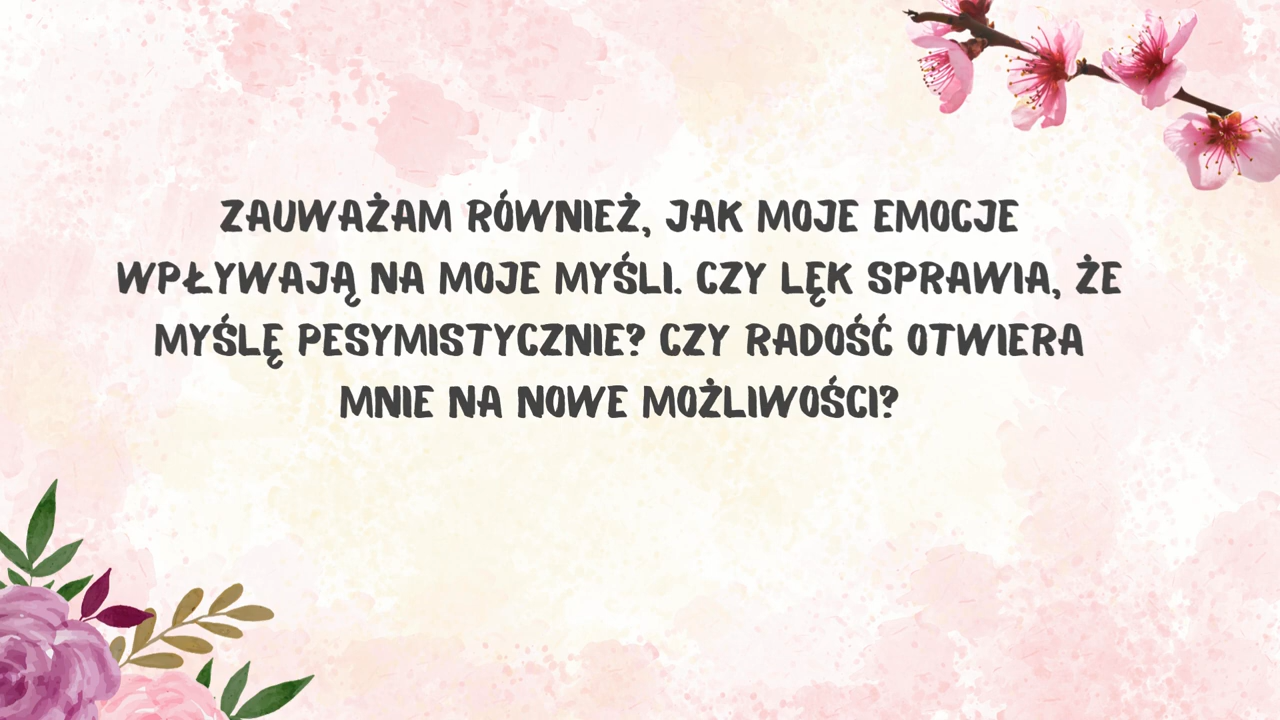 ZAUWAŻAM RÓWNIEŻ, JAK MOJE EMOCJE
WPŁYWAJĄ NA MOJE MYŚLI. CZY LĘK SPRAWIA, ŻE
MYŚLĘ PESYMISTYCZNIE? CZY RADOŚĆ OTWIERA
MNIE NA NOWE MOŻLIWOŚCI?